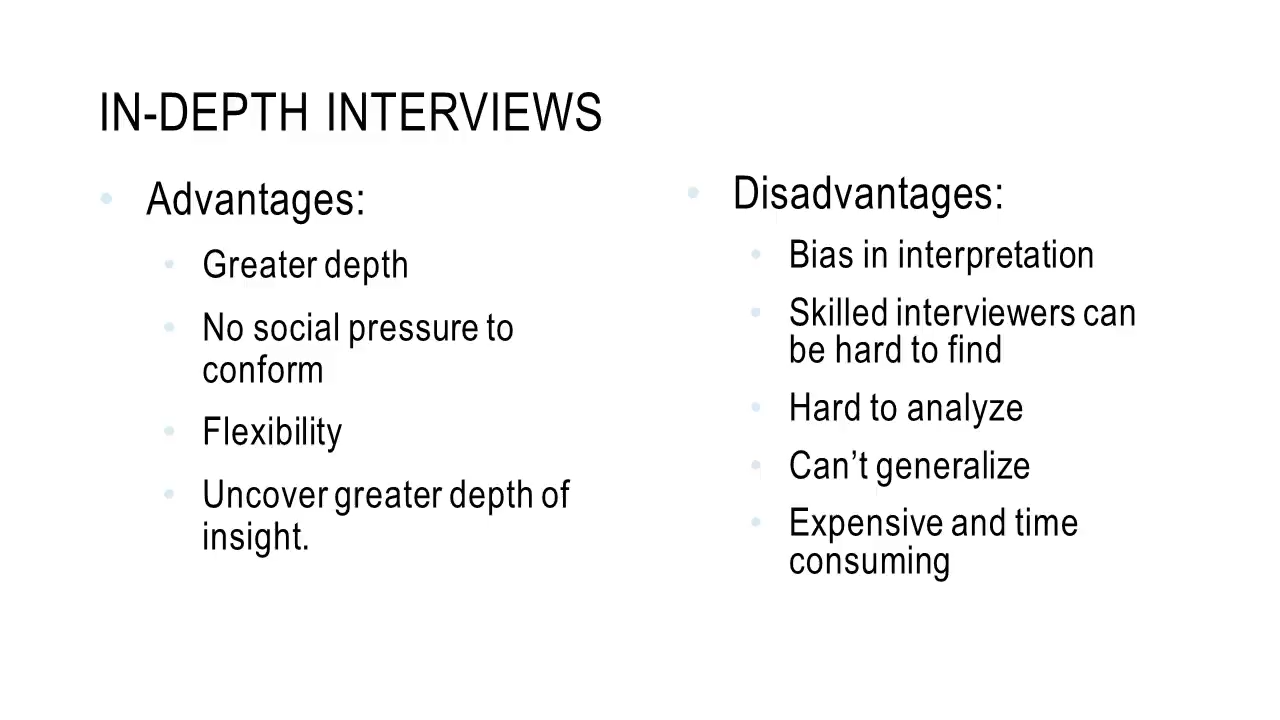 IN-DEPTH INTERVIEWS
• Advantages:
• Greater depth
• No social pressure to
conform
• Flexibility
• Uncover greater depth of
insight.
• Disadvantages:
• Bias in interpretation
• Skilled interviewers can
be hard to find
• Hard to analyze
• Can’t generalize
• Expensive and time
consuming